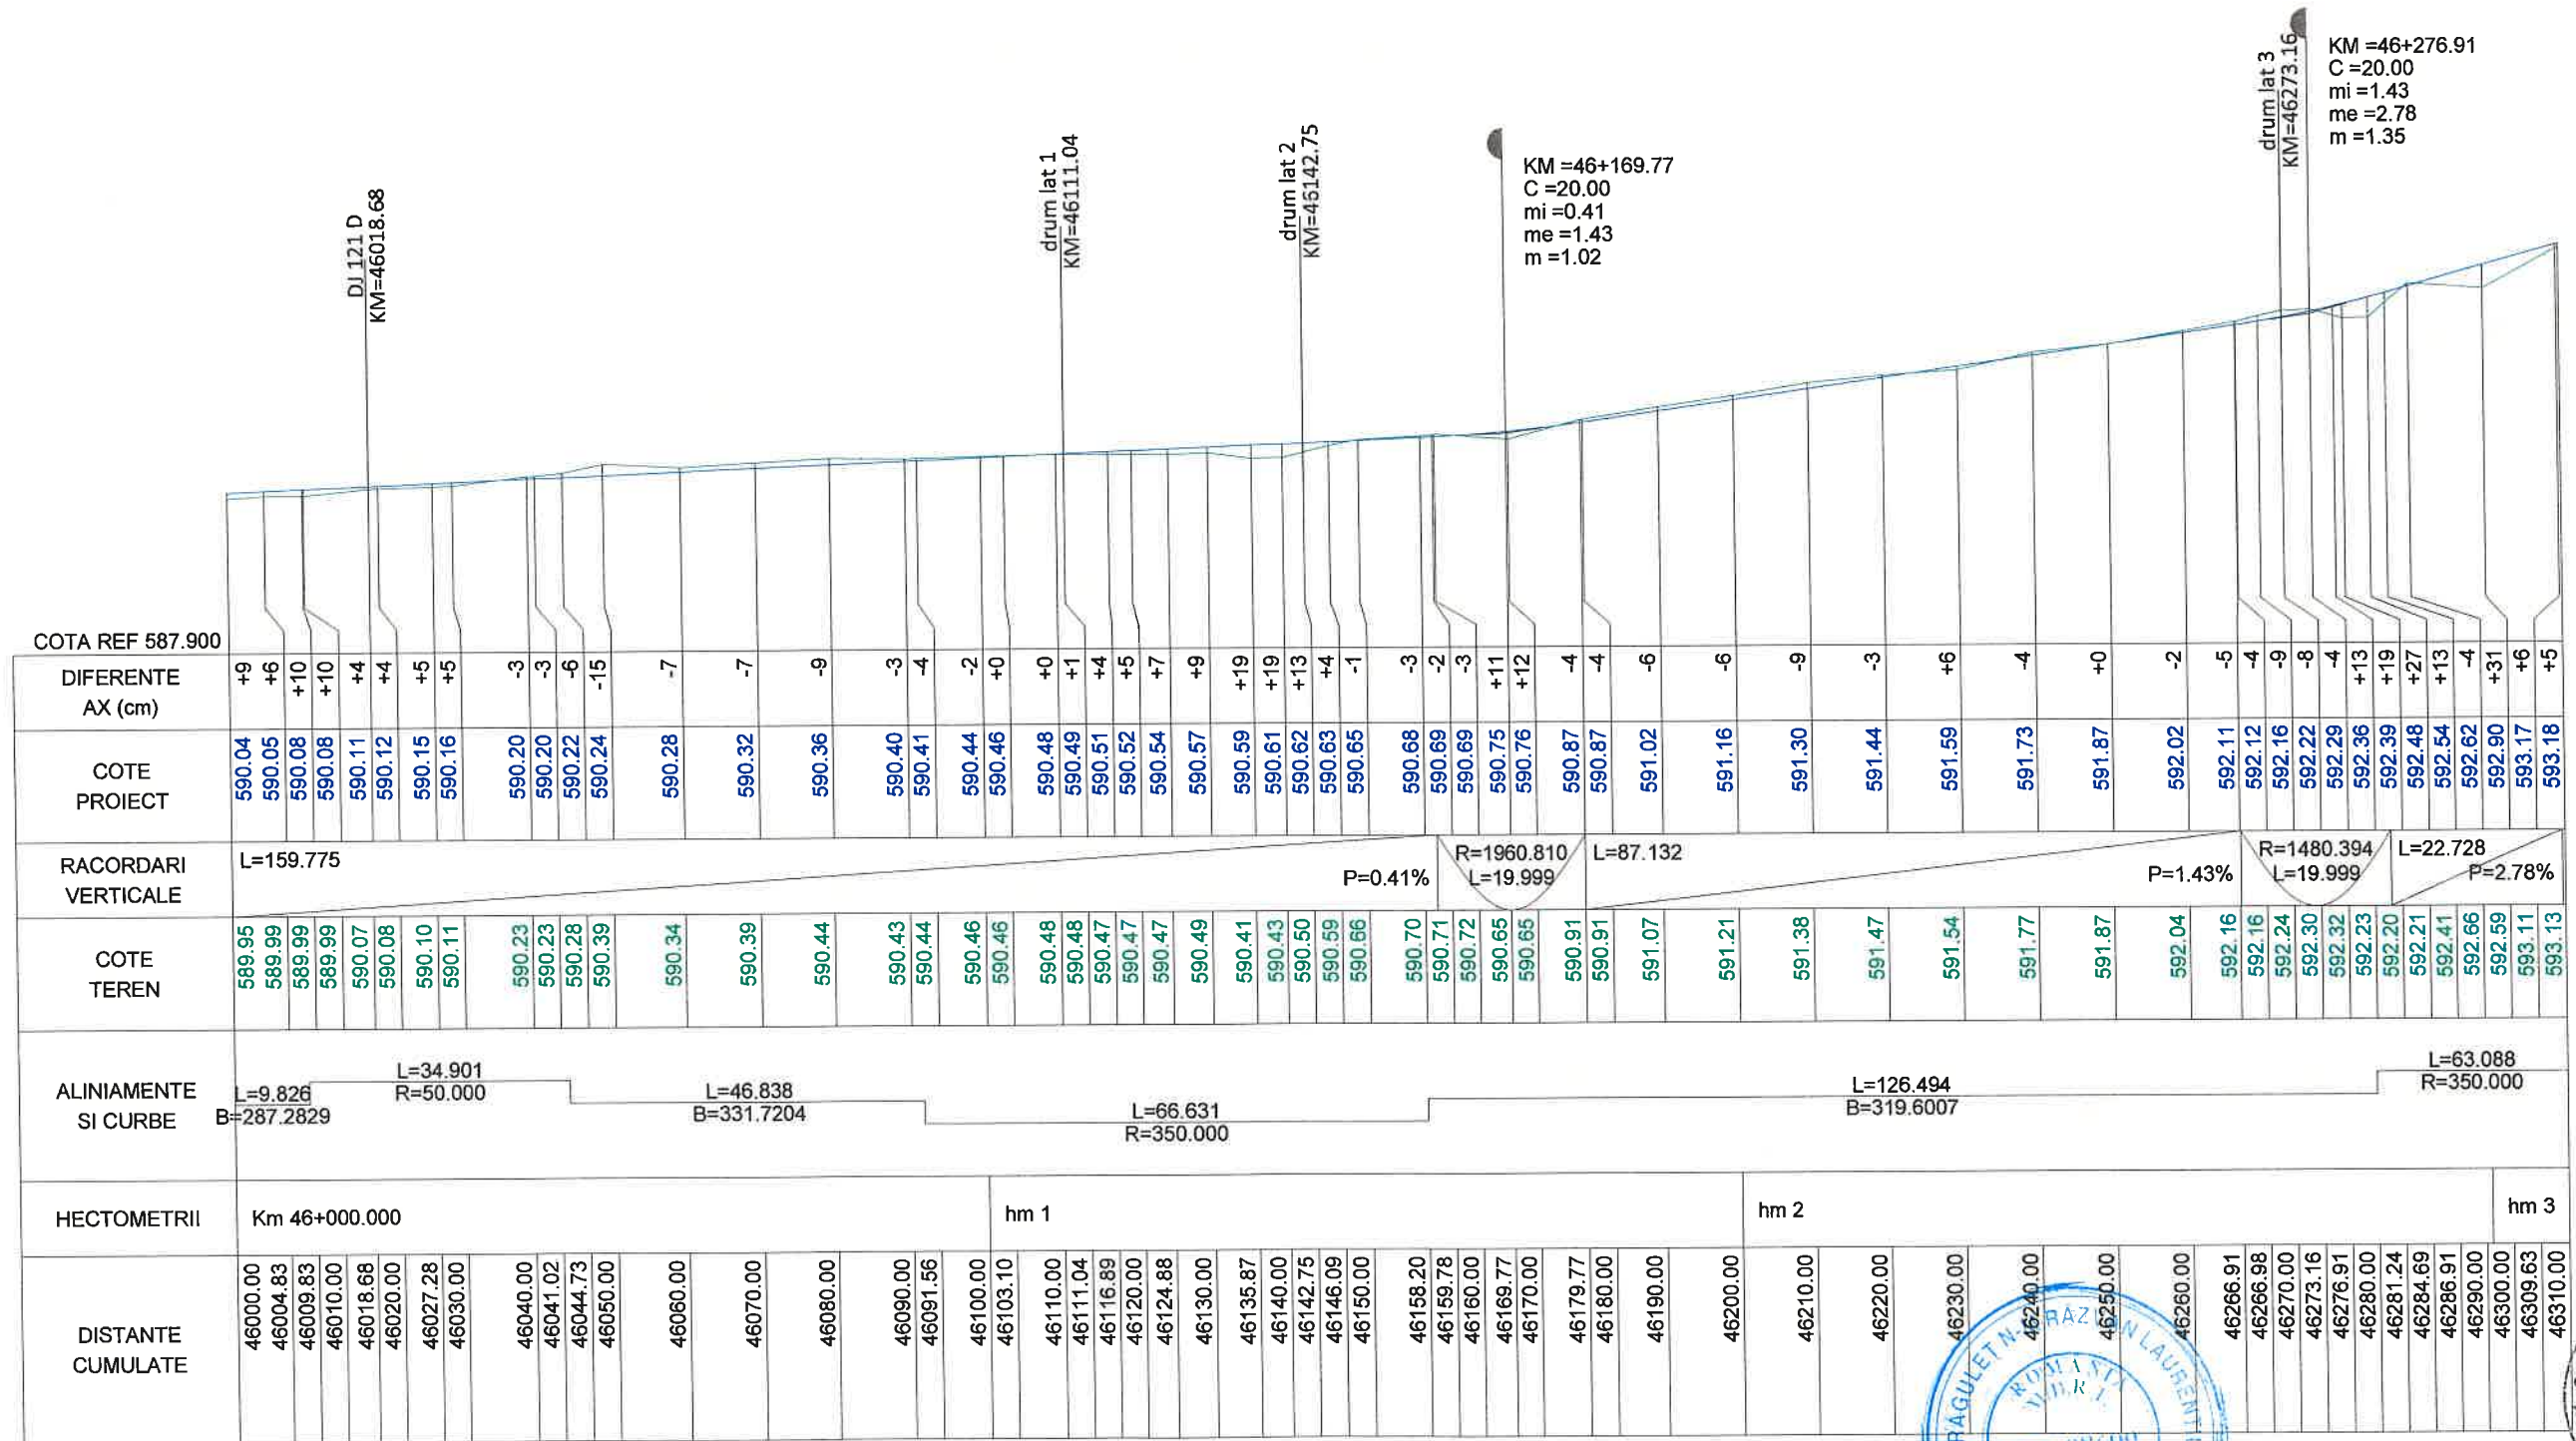 DJ 121 D
KM=46018.68
drum lat 1
KM=46111.04
drum lat 2
KM=46142.75
KM =46+169.77
C =20.00
mi =0.41
me =1.43
m =1.02
drum lat 3
KM=46273.16
KM =46+276.91
C =20.00
mi =1.43
me =2.78
m =1.35
COTA REF 587.900
DIFERENTE
AX (cm)
+9 +6 +10 +10 +4 +4 +5 +5 -3 -3 -6 -15 -7 -7 -9 -3 -4 -2 +0 +0 +1 +4 +5 +7 +9 +19 +19 +13 +4 -1 -3 -2 -3 +11 +12 -4 -4 -6 -6 -9 -3 +6 -4 +0 -2 -5 -4 -9 -8 -4 +13 +19 +27 +13 -4 +31 +6 +5
COTE
PROIECT
590.04 590.05 590.08 590.08 590.11 590.12 590.15 590.16 590.20 590.20 590.22 590.24 590.28 590.32 590.36 590.40 590.41 590.44 590.46 590.48 590.49 590.51 590.52 590.54 590.57 590.59 590.61 590.62 590.63 590.65 590.68 590.69 590.69 590.75 590.76 590.87 590.87 591.02 591.16 591.30 591.44 591.59 591.73 591.87 592.02 592.11 592.12 592.16 592.22 592.29 592.36 592.39 592.48 592.54 592.62 592.90 593.17 593.18
RACORDARI
VERTICALE
L=159.775
P=0.41%
R=1960.810
L=19.999
L=87.132
P=1.43%
R=1480.394
L=19.999
L=22.728
P=2.78%
COTE
TEREN
589.95 589.99 589.99 589.99 590.07 590.08 590.10 590.11 590.23 590.23 590.28 590.39 590.34 590.39 590.44 590.43 590.44 590.46 590.46 590.48 590.48 590.47 590.47 590.47 590.49 590.41 590.43 590.50 590.59 590.66 590.70 590.71 590.72 590.65 590.65 590.91 590.91 591.07 591.21 591.38 591.47 591.54 591.77 591.87 592.04 592.16 592.16 592.24 592.30 592.32 592.23 592.20 592.21 592.41 592.66 592.59 593.11 593.13
ALINIAMENTE
SI CURBE
L=9.826
B=287.2829
L=34.901
R=50.000
L=46.838
B=331.7204
L=66.631
R=350.000
L=126.494
B=319.6007
L=63.088
R=350.000
HECTOMETRII
Km 46+000.000
hm 1
hm 2
hm 3
DISTANTE
CUMULATE
46000.00 46004.83 46009.83 46010.00 46018.68 46020.00 46027.28 46030.00 46040.00 46041.02 46044.73 46050.00 46060.00 46070.00 46080.00 46090.00 46091.56 46100.00 46103.10 46110.00 46111.04 46116.89 46120.00 46124.88 46130.00 46135.87 46140.00 46142.75 46146.09 46150.00 46158.20 46159.78 46160.00 46169.77 46170.00 46179.77 46180.00 46190.00 46200.00 46210.00 46220.00 46230.00 46240.00 46250.00 46260.00 46266.91 46266.98 46270.00 46273.16 46276.91 46280.00 46281.24 46284.69 46286.91 46290.00 46300.00 46309.63 46310.00
ROMANIA